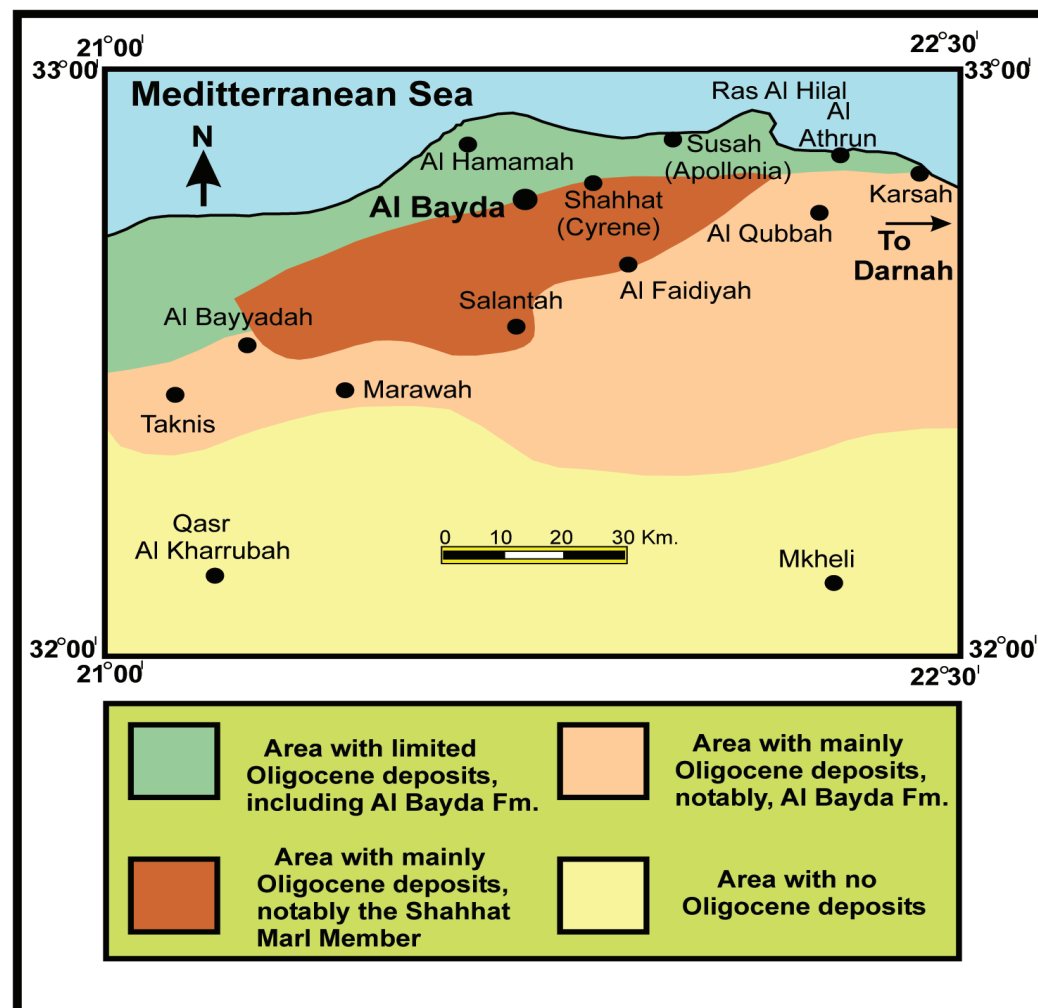 21°00'
22°30'
33°00'
33°00'
Mediterranean Sea
N
Ras Al Hilal
Al
Athrun
Al Hamamah
Susah
(Apollonia)
Karsah
Al Bayda
Shahhat
(Cyrene)
Al Qubbah
To
Darnah
Al Faidiyah
Salantah
Al Bayyadah
Marawah
Taknis
Qasr
Al Kharrubah
0 10 20 30 Km.
Mkheli
32°00'
32°00'
21°00'
22°30'
Area with limited
Oligocene deposits,
including Al Bayda Fm.
Area with mainly
Oligocene deposits,
notably, Al Bayda Fm.
Area with mainly
Oligocene deposits,
notably the Shahhat
Marl Member
Area with no
Oligocene deposits